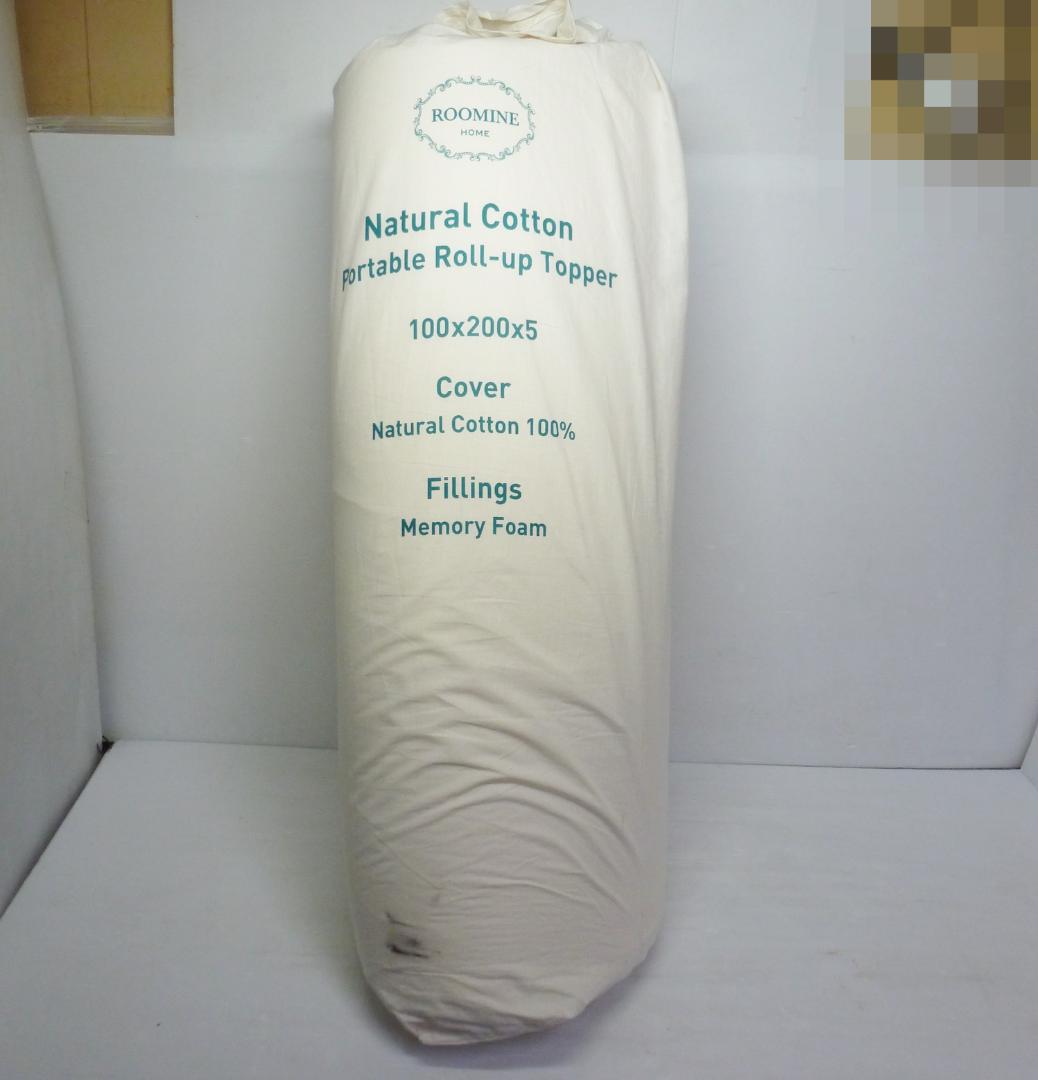 ROOMINE
HOME
Natural Cotton
Portable Roll-up Topper
100x200x5
Cover
Natural Cotton 100%
Fillings
Memory Foam